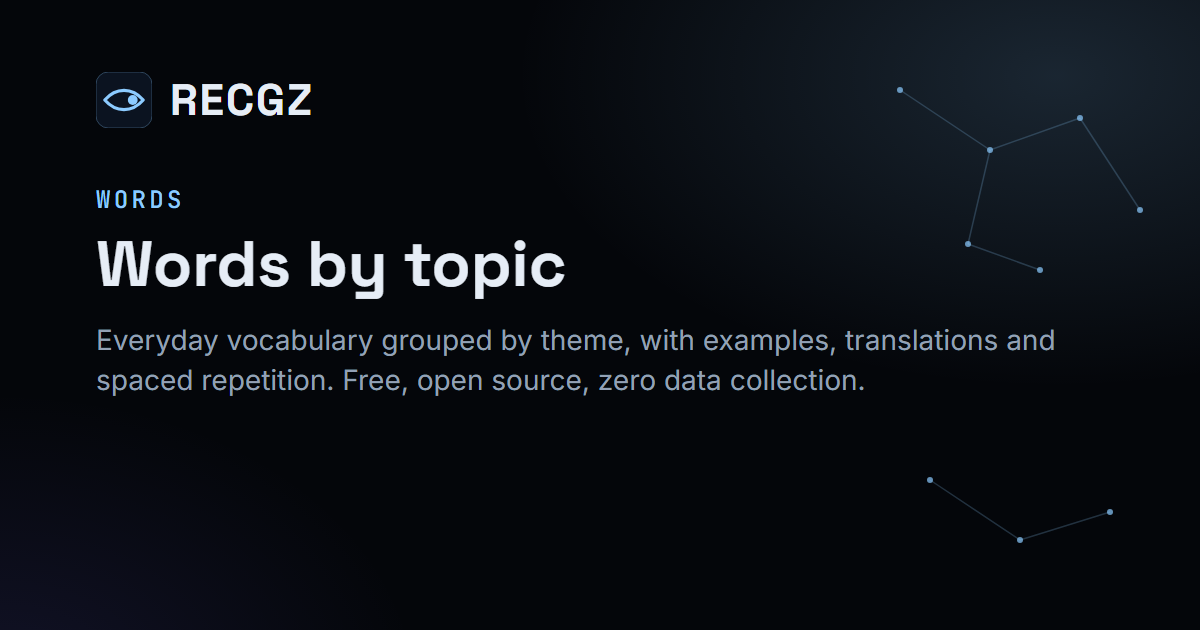 RECGZ
WORDS
Words by topic
Everyday vocabulary grouped by theme, with examples, translations and
spaced repetition. Free, open source, zero data collection.